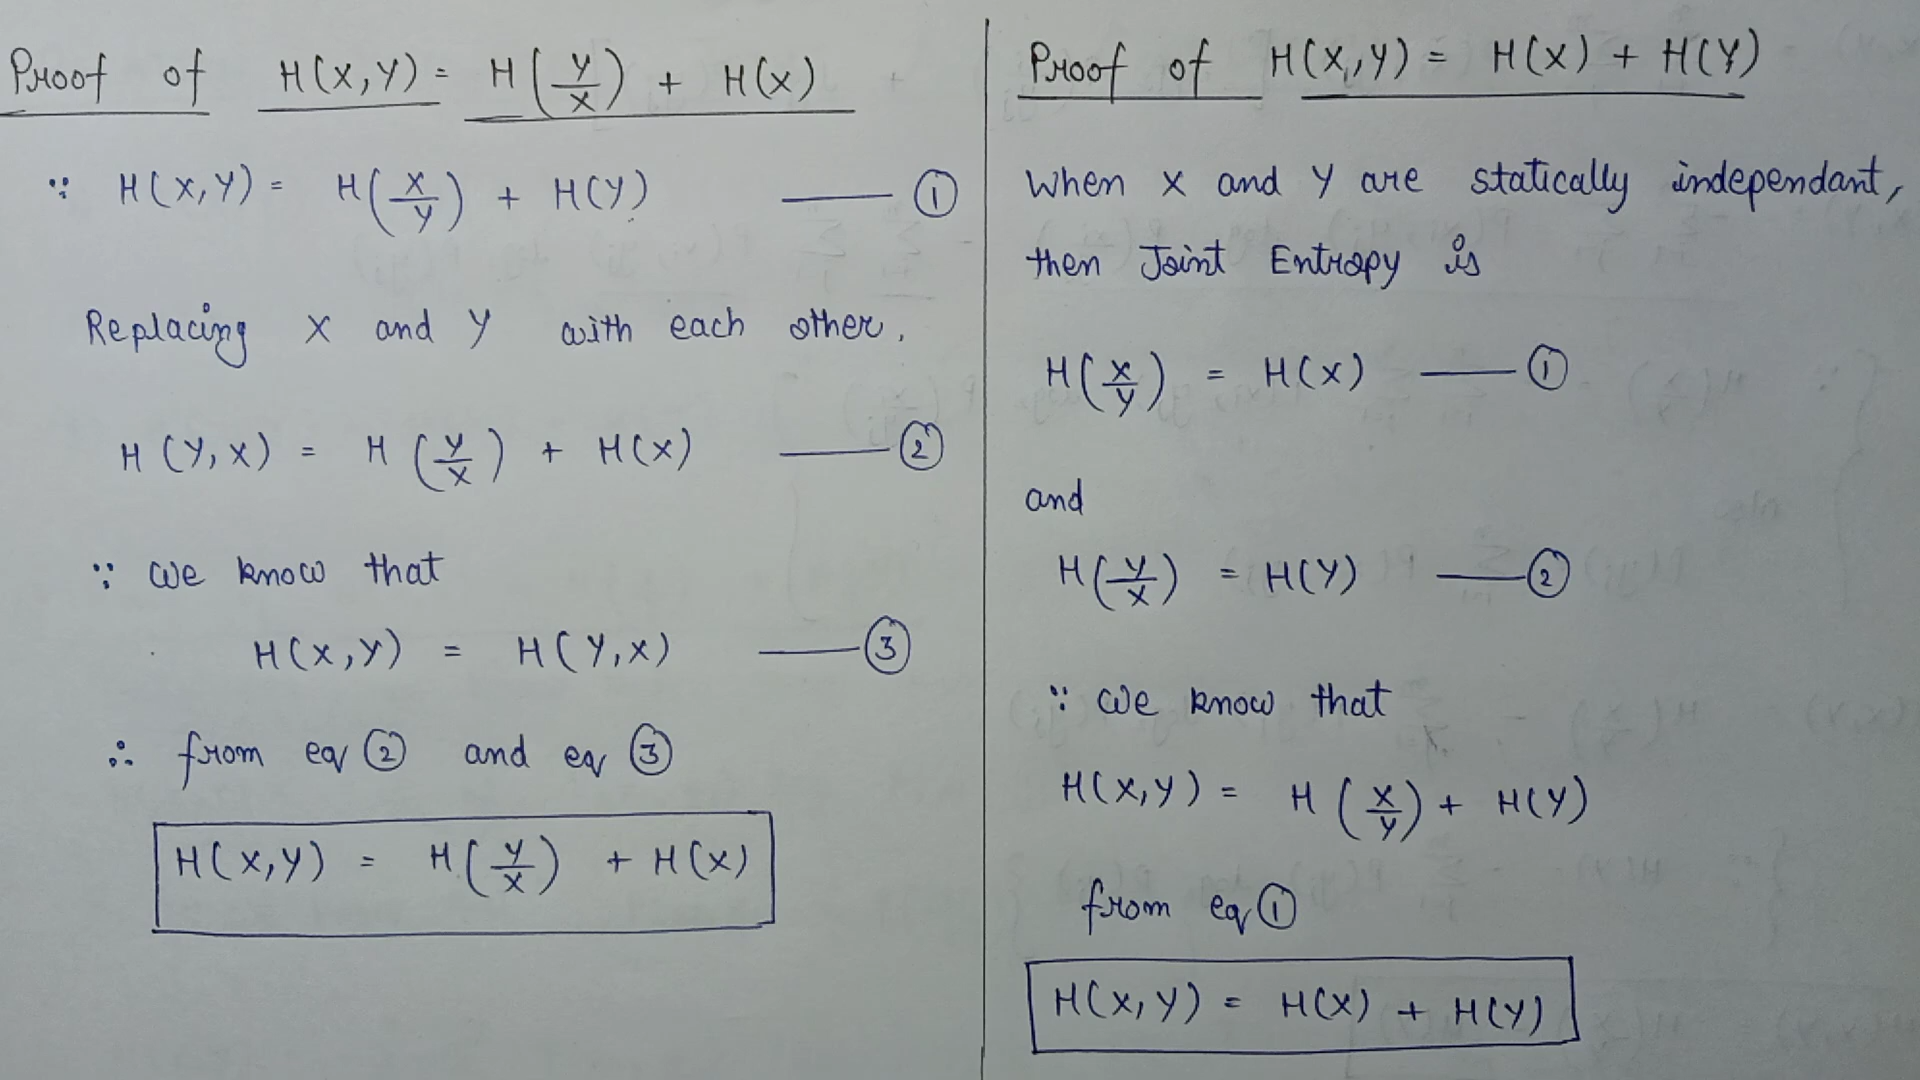 Proof of H(X,Y) = H(Y/X) + H(X)
∵ H(X,Y) = H(X/Y) + H(Y) —— ①
Replacing X and Y with each other,
H(Y,X) = H(Y/X) + H(X) —— ②
∵ we know that
H(X,Y) = H(Y,X) —— ③
∴ from eq ② and eq ③
H(X,Y) = H(Y/X) + H(X)
Proof of H(X,Y) = H(X) + H(Y)
When X and Y are statically independant,
then Joint Entropy is
H(X/Y) = H(X) —— ①
and
H(Y/X) = H(Y) —— ②
∵ we know that
H(X,Y) = H(X/Y) + H(Y)
from eq ①
H(X,Y) = H(X) + H(Y)